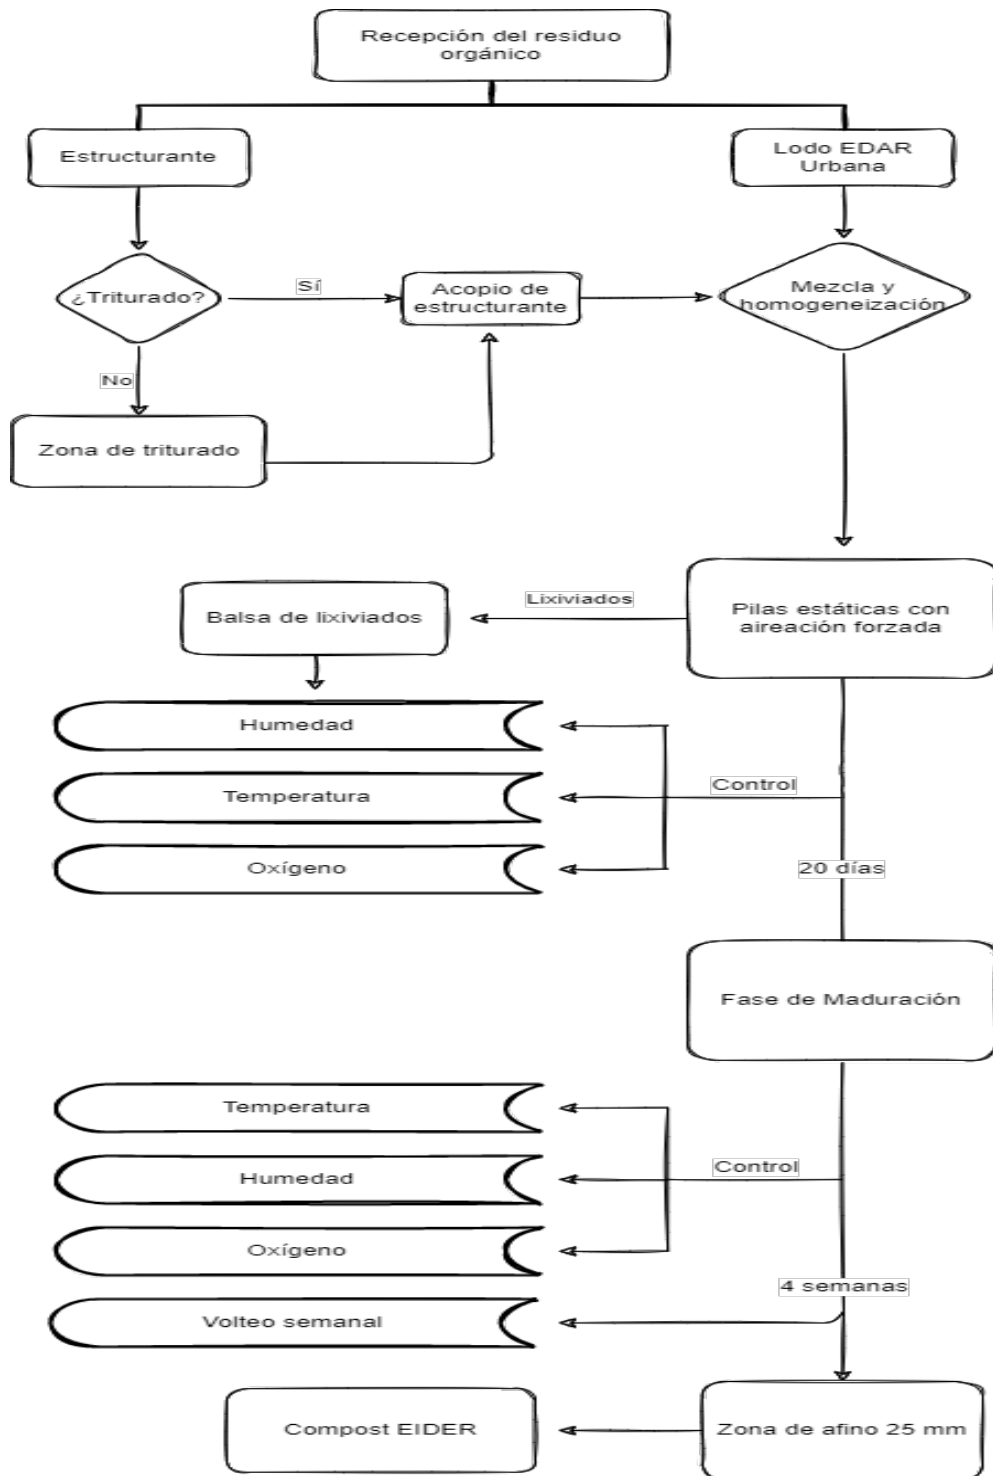 Recepción del residuo
orgánico
Estructurante
Lodo EDAR
Urbana
¿Triturado?
Sí
Acopio de
estructurante
Mezcla y
homogeneización
No
Zona de triturado
Balsa de lixiviados
Lixiviados
Pilas estáticas con
aireación forzada
Humedad
Temperatura
Control
Oxígeno
20 días
Fase de Maduración
Temperatura
Humedad
Control
Oxígeno
4 semanas
Volteo semanal
Compost EIDER
Zona de afino 25 mm